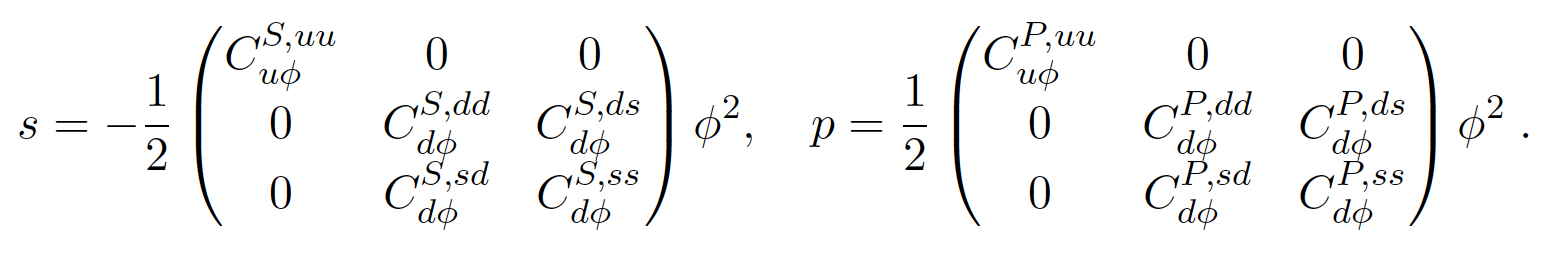 $s = -\frac{1}{2} \begin{pmatrix} C_{u\phi}^{S,uu} & 0 & 0 \\ 0 & C_{d\phi}^{S,dd} & C_{d\phi}^{S,ds} \\ 0 & C_{d\phi}^{S,sd} & C_{d\phi}^{S,ss} \end{pmatrix} \phi^2, \quad p = \frac{1}{2} \begin{pmatrix} C_{u\phi}^{P,uu} & 0 & 0 \\ 0 & C_{d\phi}^{P,dd} & C_{d\phi}^{P,ds} \\ 0 & C_{d\phi}^{P,sd} & C_{d\phi}^{P,ss} \end{pmatrix} \phi^2 \; .$